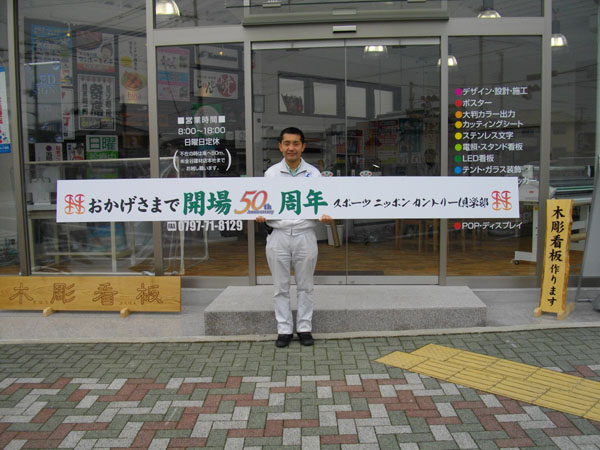 ■営業時間■
8:00〜18:00
日曜日定休
0797-71-8129
おかげさまで 開場 50th Anniversary 周年 スポーツニッポン カントリー倶楽部
デザイン・設計・施工
ポスター
大判カラー出力
カッティングシート
ステンレス文字
電照・スタンド看板
LED看板
テント・ガラス装飾
POP・ディスプレイ
木彫看板
木彫看板作ります